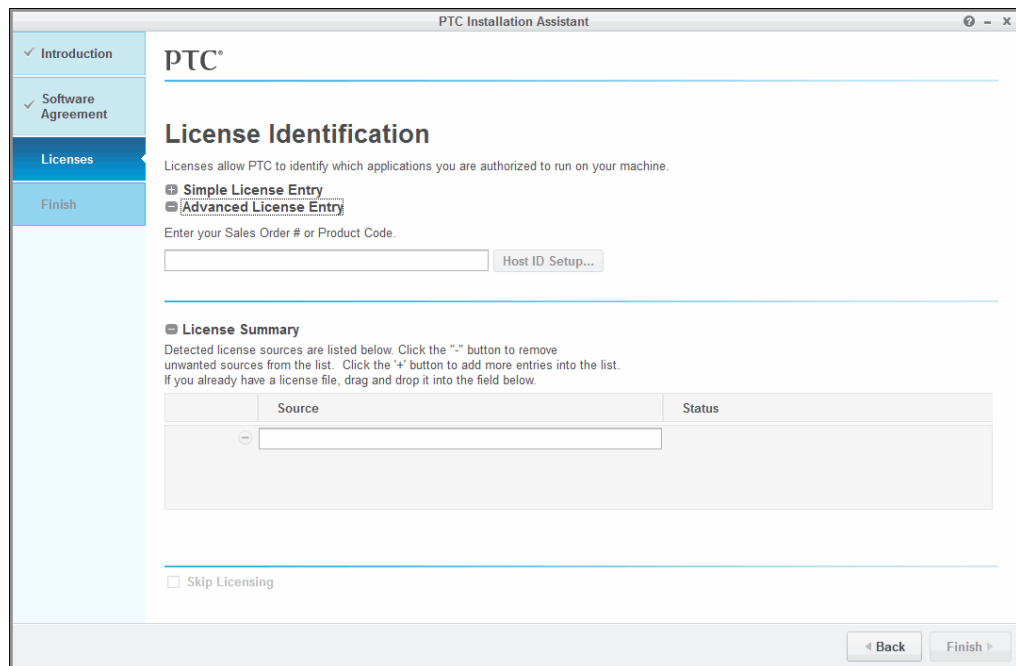 PTC Installation Assistant
Introduction
Software
Agreement
Licenses
Finish
PTC®
License Identification
Licenses allow PTC to identify which applications you are authorized to run on your machine.
Simple License Entry
Advanced License Entry
Enter your Sales Order # or Product Code.
Host ID Setup...
License Summary
Detected license sources are listed below. Click the "-" button to remove
unwanted sources from the list. Click the '+' button to add more entries into the list.
If you already have a license file, drag and drop it into the field below.
Source Status
Skip Licensing
Back Finish